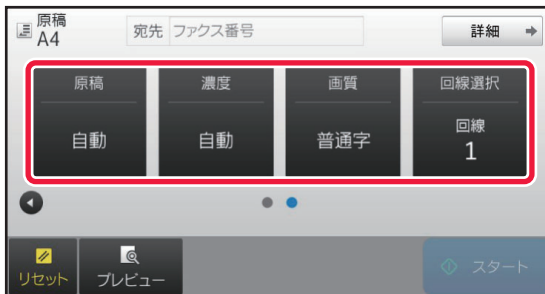 原稿
A4
宛先 ファクス番号
詳細
原稿
自動
濃度
自動
画質
普通字
回線選択
回線
1
リセット
プレビュー
スタート